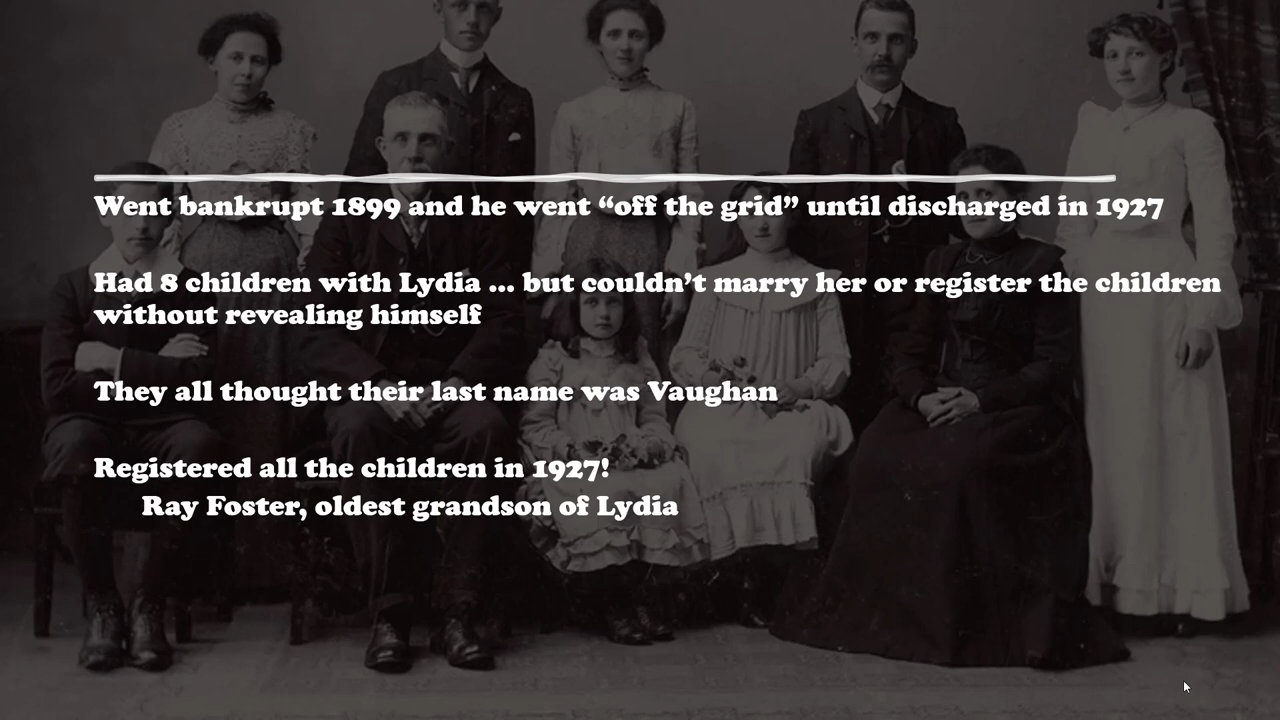 Went bankrupt 1899 and he went “off the grid” until discharged in 1927
Had 8 children with Lydia ... but couldn’t marry her or register the children
without revealing himself
They all thought their last name was Vaughan
Registered all the children in 1927!
Ray Foster, oldest grandson of Lydia